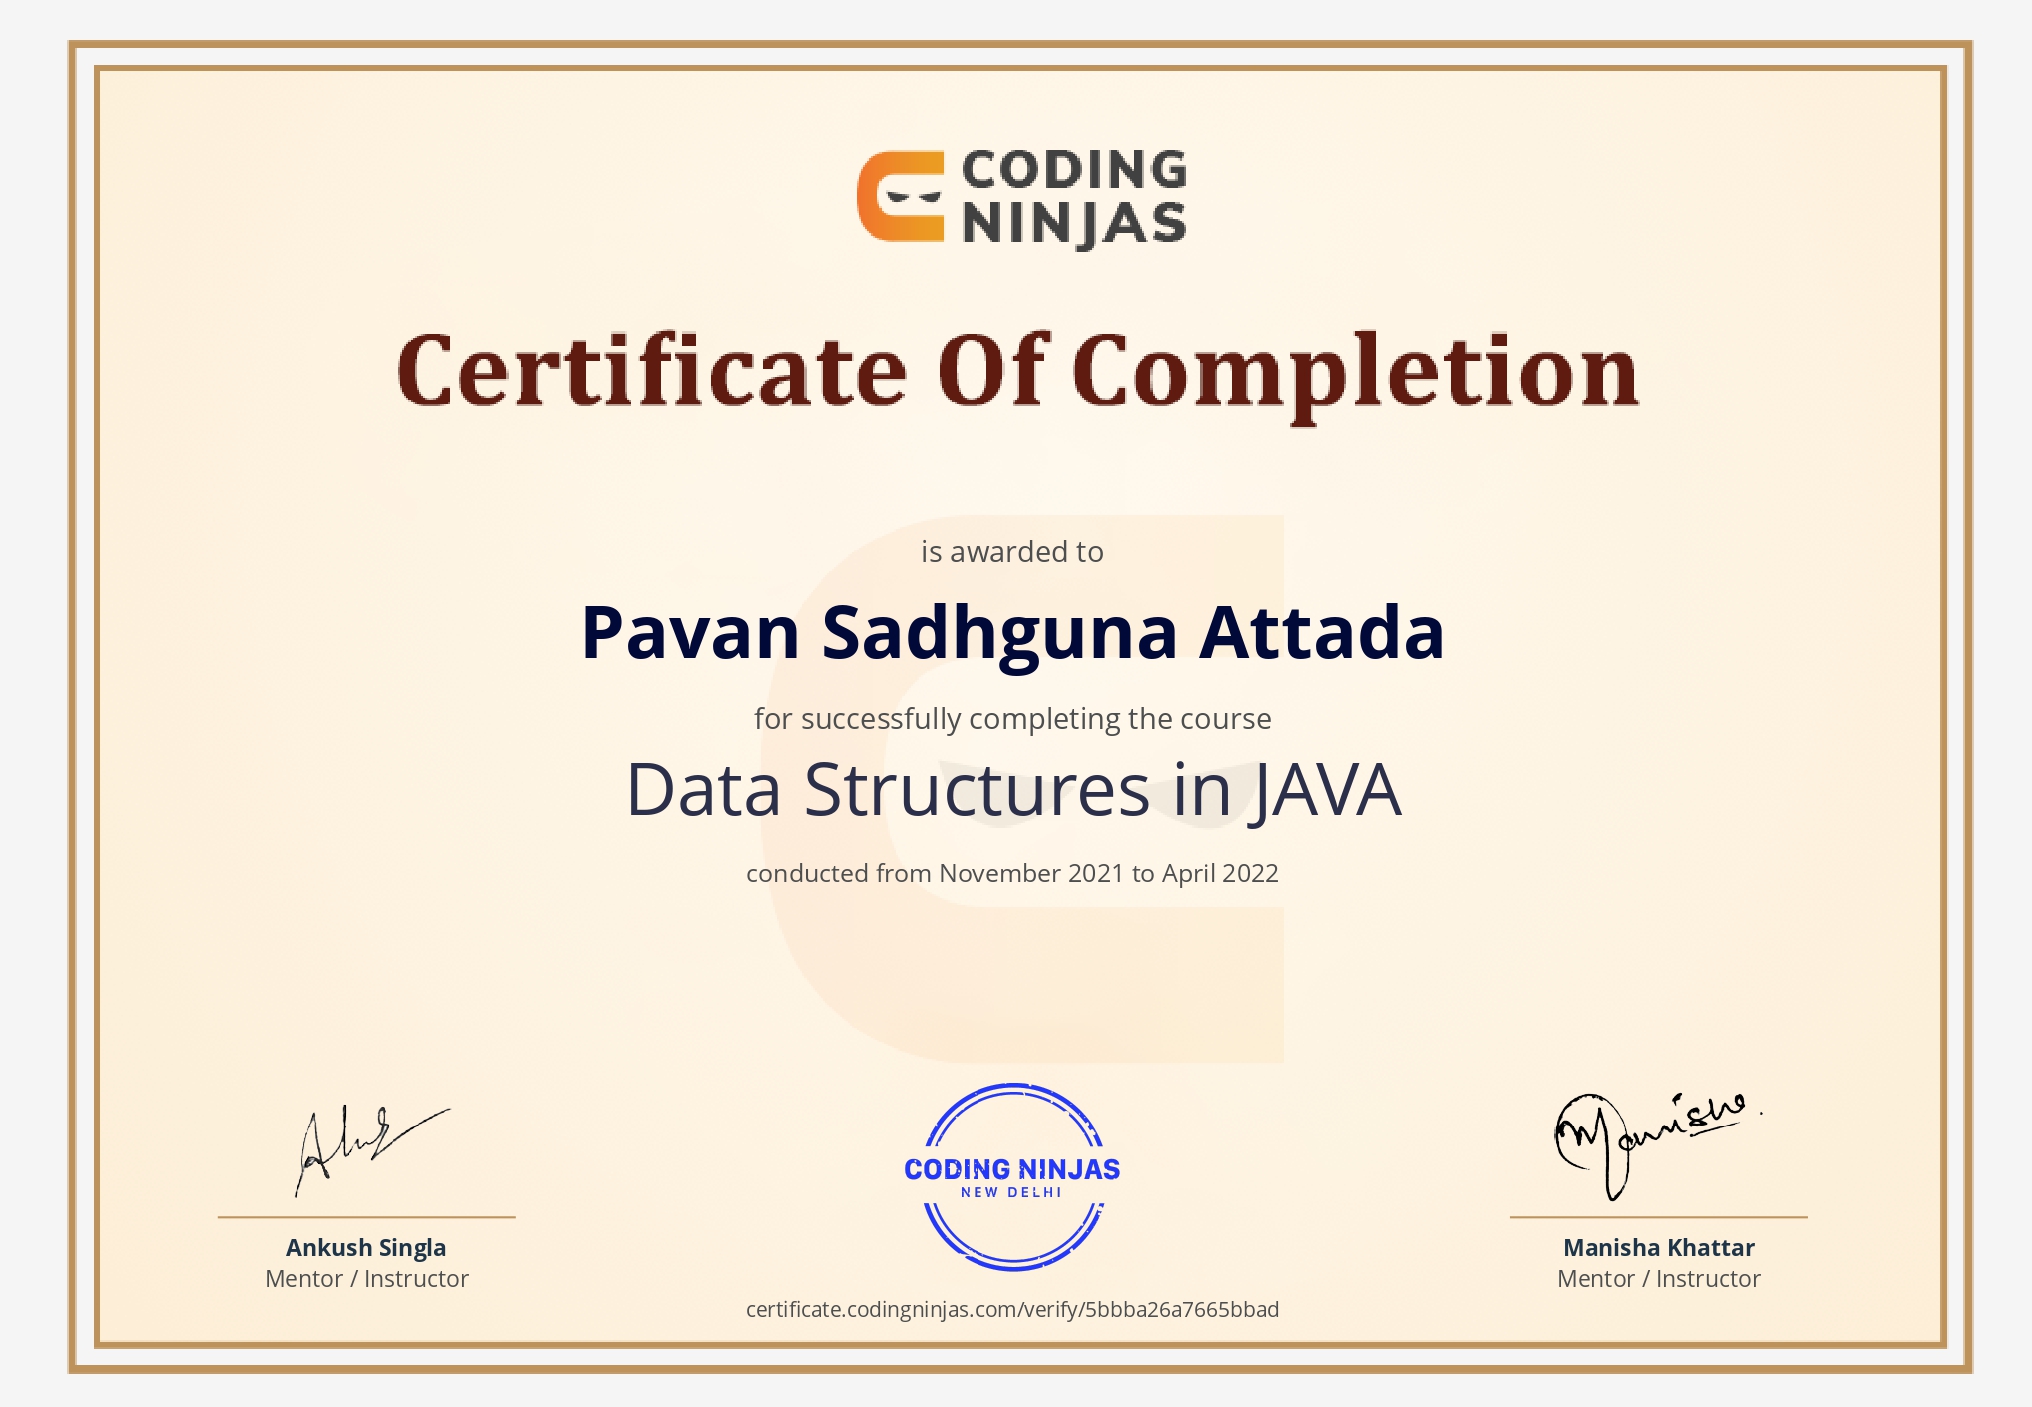 CODING
NINJAS
Certificate Of Completion
is awarded to
Pavan Sadhguna Attada
for successfully completing the course
Data Structures in JAVA
conducted from November 2021 to April 2022
Manisha.
CODING NINJAS
NEW DELHI
Ankush Singla
Mentor / Instructor
Manisha Khattar
Mentor / Instructor
certificate.codingninjas.com/verify/5bbba26a7665bbad